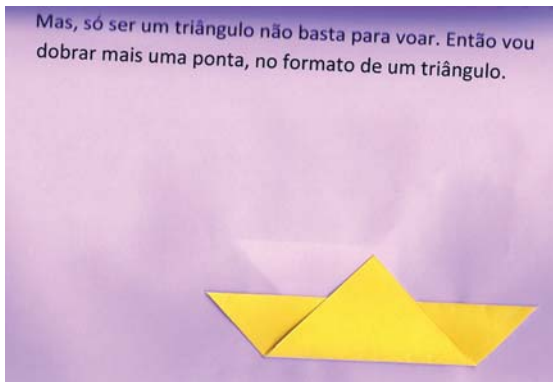 Mas, só ser um triângulo não basta para voar. Então vou
dobrar mais uma ponta, no formato de um triângulo.